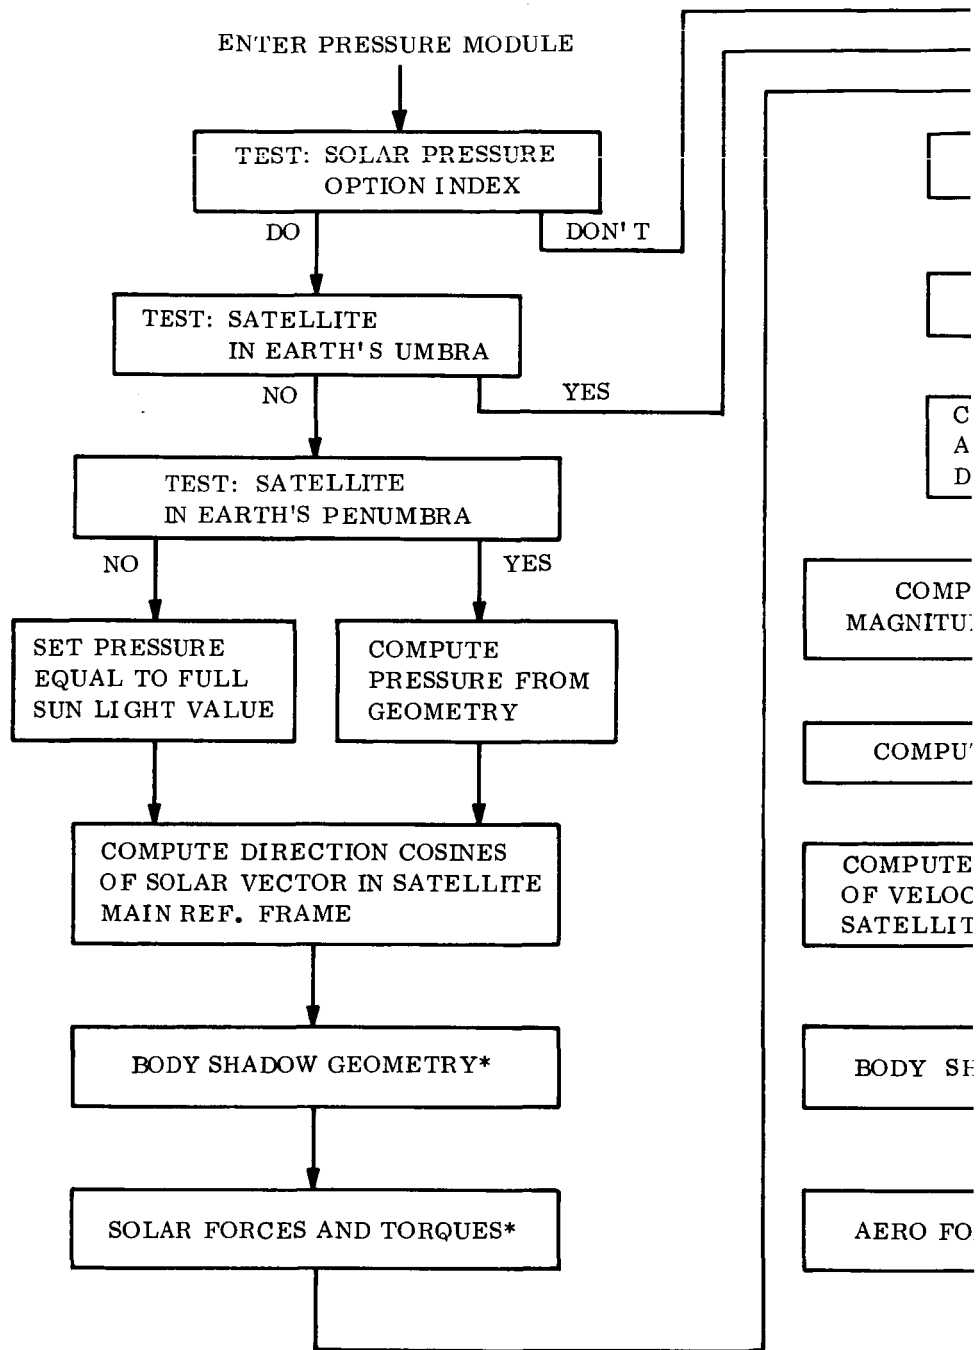 ENTER PRESSURE MODULE
TEST: SOLAR PRESSURE
OPTION INDEX
DO
DON'T
TEST: SATELLITE
IN EARTH'S UMBRA
NO
YES
TEST: SATELLITE
IN EARTH'S PENUMBRA
NO
YES
SET PRESSURE
EQUAL TO FULL
SUN LIGHT VALUE
COMPUTE
PRESSURE FROM
GEOMETRY
COMPUTE DIRECTION COSINES
OF SOLAR VECTOR IN SATELLITE
MAIN REF. FRAME
BODY SHADOW GEOMETRY*
SOLAR FORCES AND TORQUES*
C
A
D
COMP
MAGNITU
COMPU
COMPUTE
OF VELOC
SATELLIT
BODY SH
AERO FO